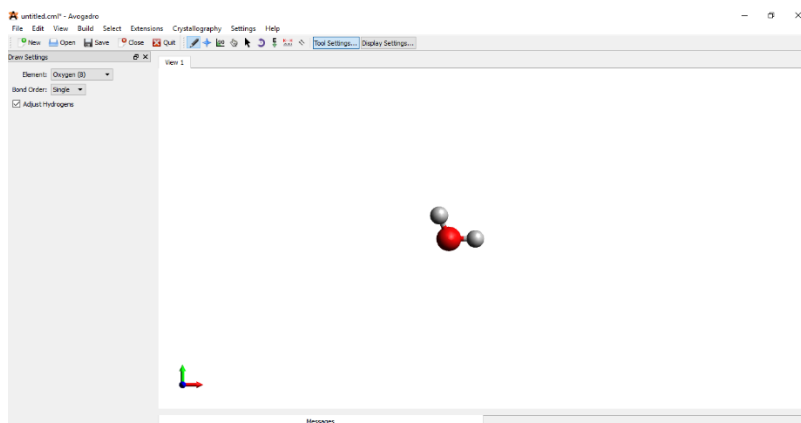 untitled.cml* - Avogadro
File Edit View Build Select Extensions Crystallography Settings Help
New Open Save Close Quit Tool Settings... Display Settings...
Draw Settings
View 1
Element: Oxygen (8)
Bond Order: Single
Adjust Hydrogens
Messages